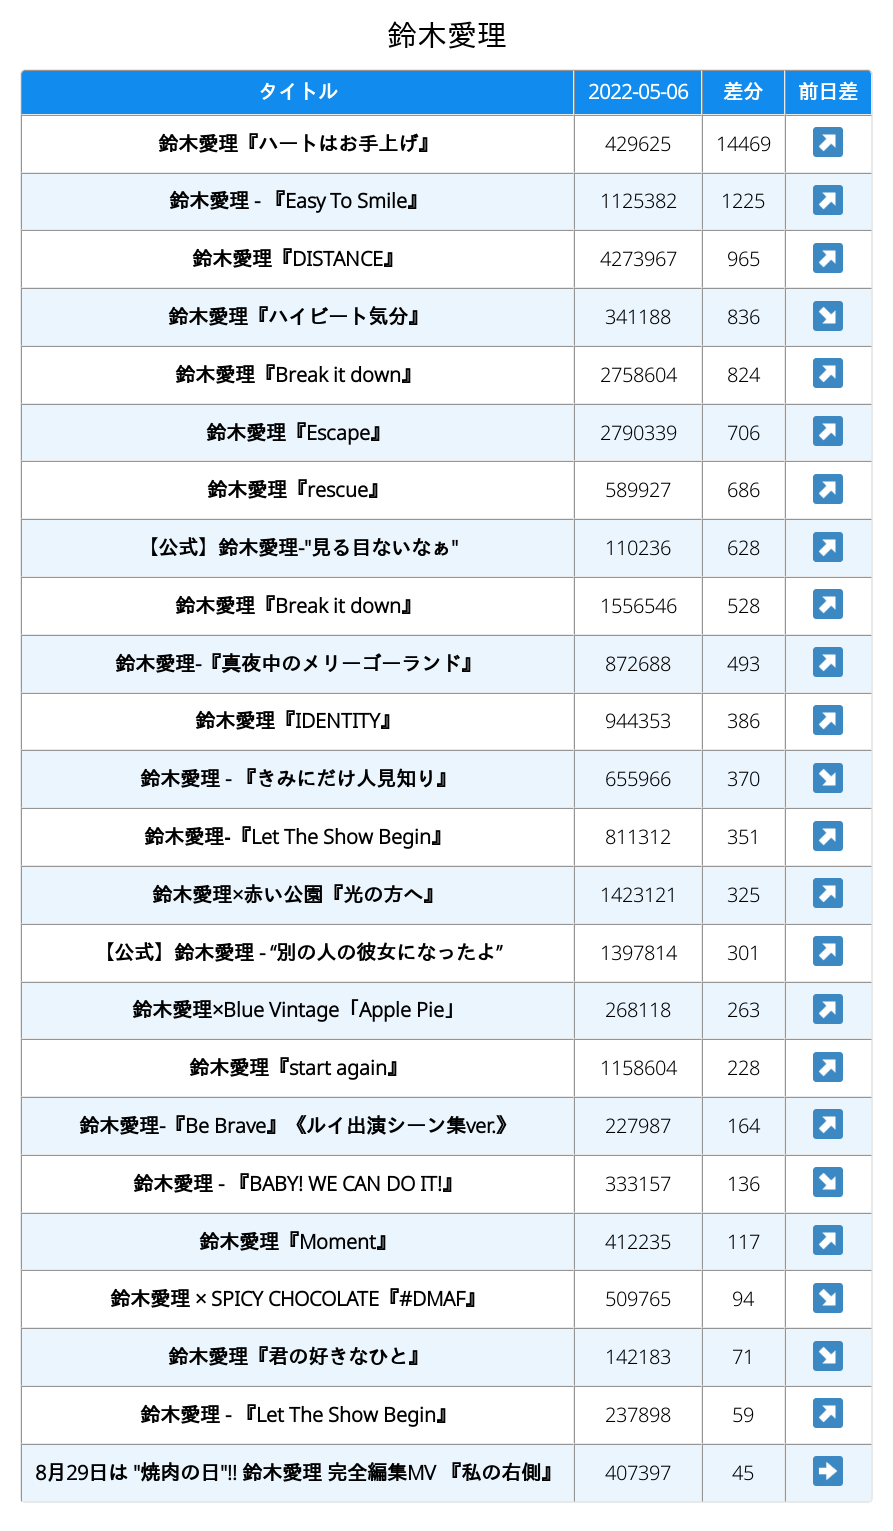 鈴木愛理
タイトル 2022-05-06 差分 前日差
鈴木愛理『ハートはお手上げ』 429625 14469 ↗
鈴木愛理 - 『Easy To Smile』 1125382 1225 ↗
鈴木愛理『DISTANCE』 4273967 965 ↗
鈴木愛理『ハイビート気分』 341188 836 ↘
鈴木愛理『Break it down』 2758604 824 ↗
鈴木愛理『Escape』 2790339 706 ↗
鈴木愛理『rescue』 589927 686 ↗
【公式】鈴木愛理-"見る目ないなぁ" 110236 628 ↗
鈴木愛理『Break it down』 1556546 528 ↗
鈴木愛理-『真夜中のメリーゴーランド』 872688 493 ↗
鈴木愛理『IDENTITY』 944353 386 ↗
鈴木愛理 - 『きみにだけ人見知り』 655966 370 ↘
鈴木愛理-『Let The Show Begin』 811312 351 ↗
鈴木愛理×赤い公園『光の方へ』 1423121 325 ↗
【公式】鈴木愛理 - “別の人の彼女になったよ” 1397814 301 ↗
鈴木愛理×Blue Vintage「Apple Pie」 268118 263 ↗
鈴木愛理『start again』 1158604 228 ↗
鈴木愛理-『Be Brave』《ルイ出演シーン集ver.》 227987 164 ↗
鈴木愛理 - 『BABY! WE CAN DO IT!』 333157 136 ↘
鈴木愛理『Moment』 412235 117 ↗
鈴木愛理 × SPICY CHOCOLATE『#DMAF』 509765 94 ↘
鈴木愛理『君の好きなひと』 142183 71 ↘
鈴木愛理 - 『Let The Show Begin』 237898 59 ↗
8月29日は "焼肉の日"!! 鈴木愛理 完全編集MV 『私の右側』 407397 45 ➡